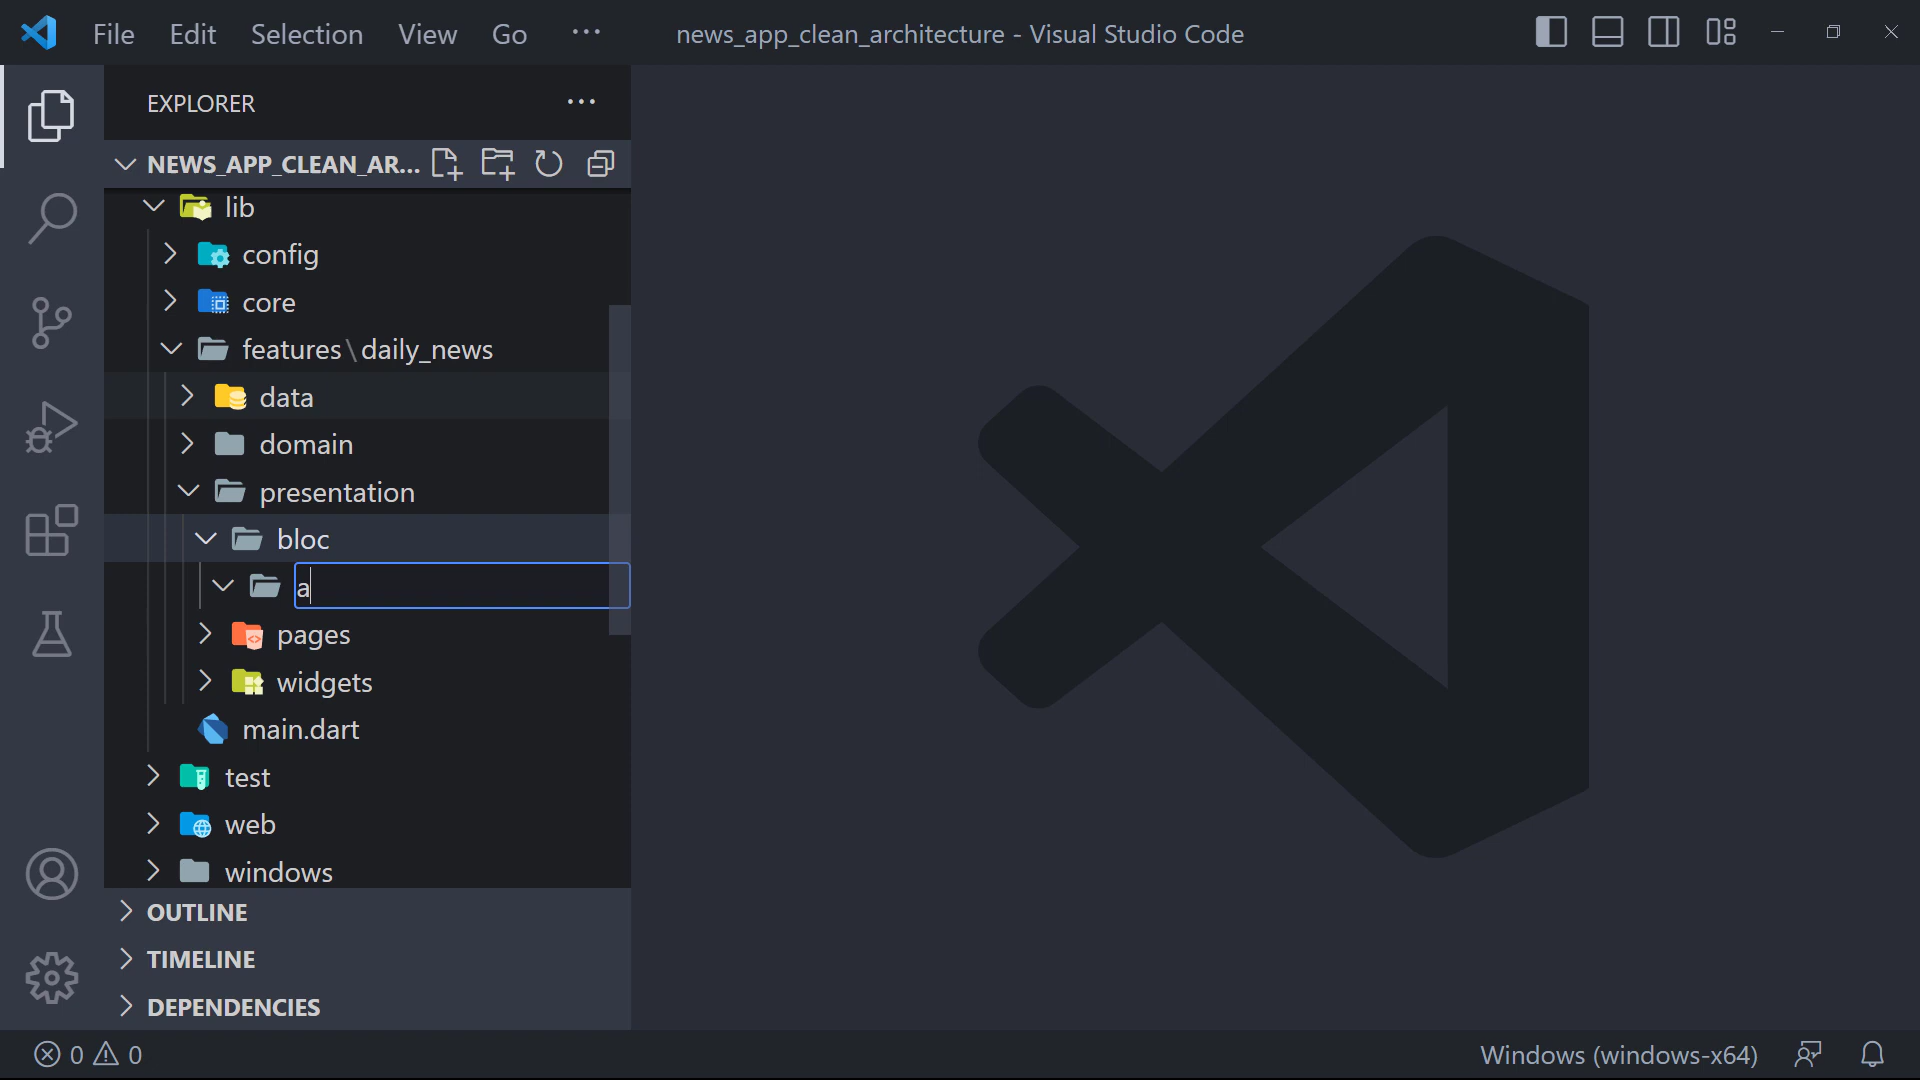 File Edit Selection View Go ···
news_app_clean_architecture - Visual Studio Code
EXPLORER ···
NEWS_APP_CLEAN_AR...
lib
config
core
features\daily_news
data
domain
presentation
bloc
a
pages
widgets
main.dart
test
web
windows
OUTLINE
TIMELINE
DEPENDENCIES
0 0
Windows (windows-x64)